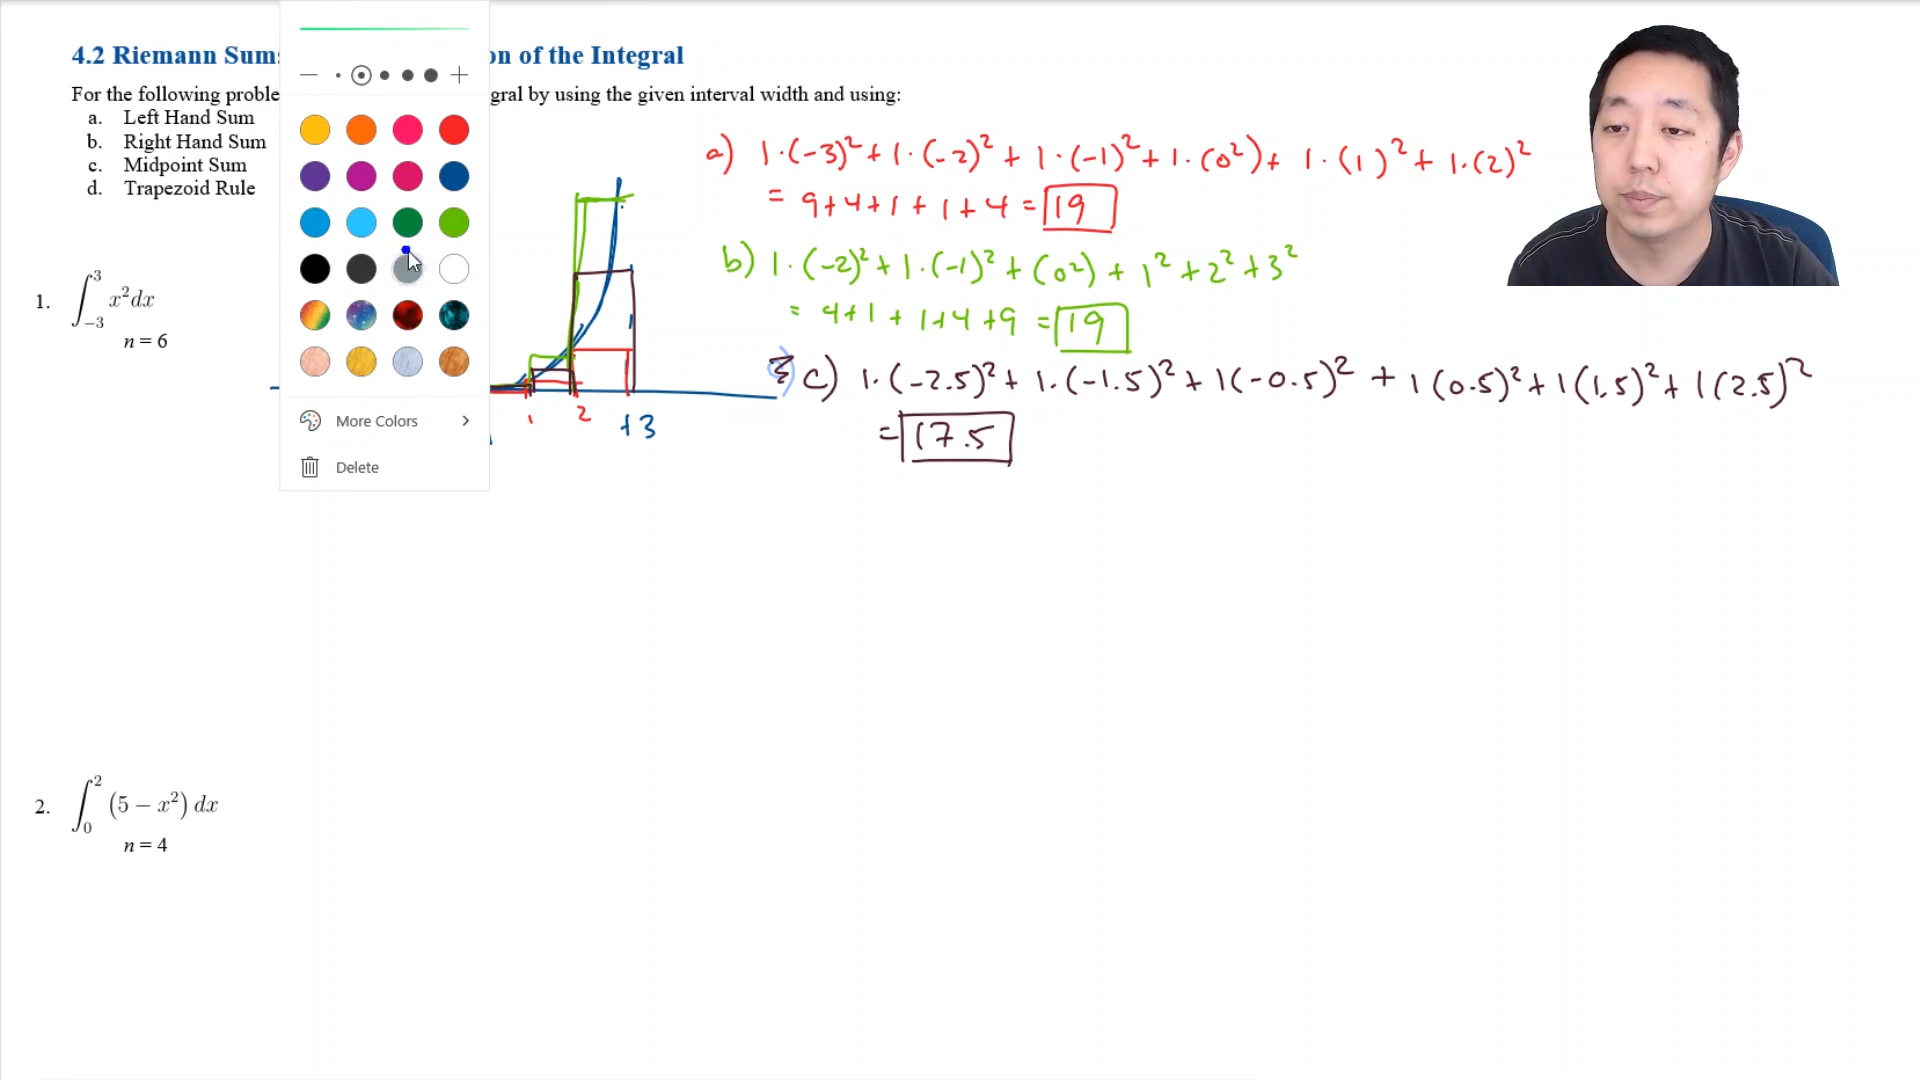 4.2 Riemann Sum on of the Integral
For the following proble gral by using the given interval width and using:
a. Left Hand Sum
b. Right Hand Sum
c. Midpoint Sum
d. Trapezoid Rule
a) 1·(-3)² + 1·(-2)² + 1·(-1)² + 1·(0²) + 1·(1)² + 1·(2)²
= 9+4+1+1+4 = 19
b) 1·(-2)² + 1·(-1)² + (0²) + 1² + 2² + 3²
= 4+1+1+4+9 = 19
c) 1·(-2.5)² + 1·(-1.5)² + 1(-0.5)² + 1(0.5)² + 1(1.5)² + 1(2.5)²
= 17.5
1. ∫₋₃³ x²dx
n = 6
1 2 +3
More Colors
Delete
2. ∫₀² (5 − x²) dx
n = 4